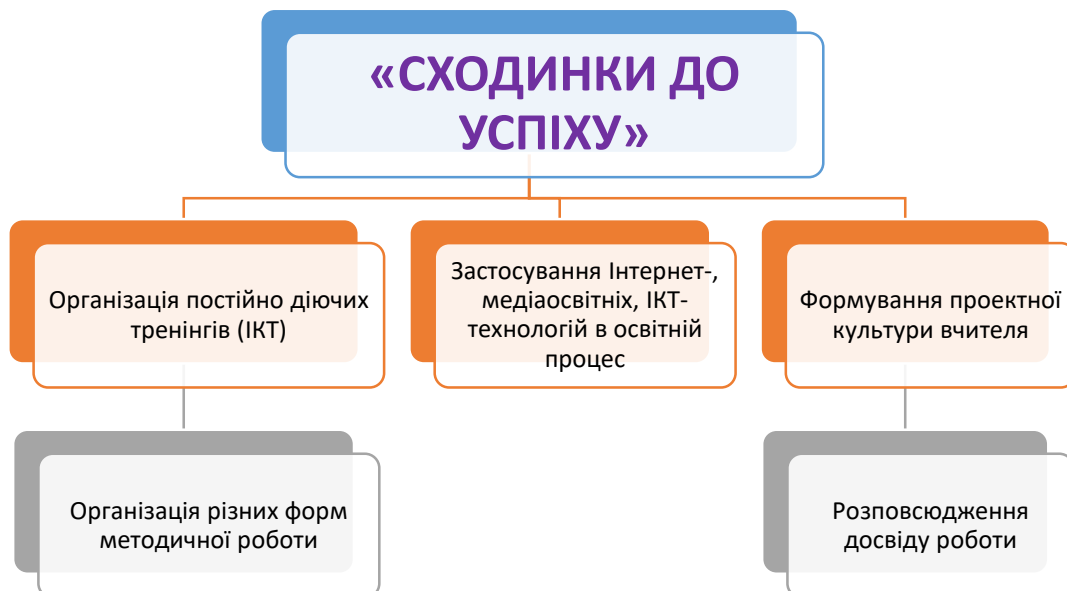 «СХОДИНКИ ДО
УСПІХУ»
Організація постійно діючих
тренінгів (ІКТ)
Застосування Інтернет-,
медіаосвітніх, ІКТ-
технологій в освітній
процес
Формування проектної
культури вчителя
Організація різних форм
методичної роботи
Розповсюдження
досвіду роботи